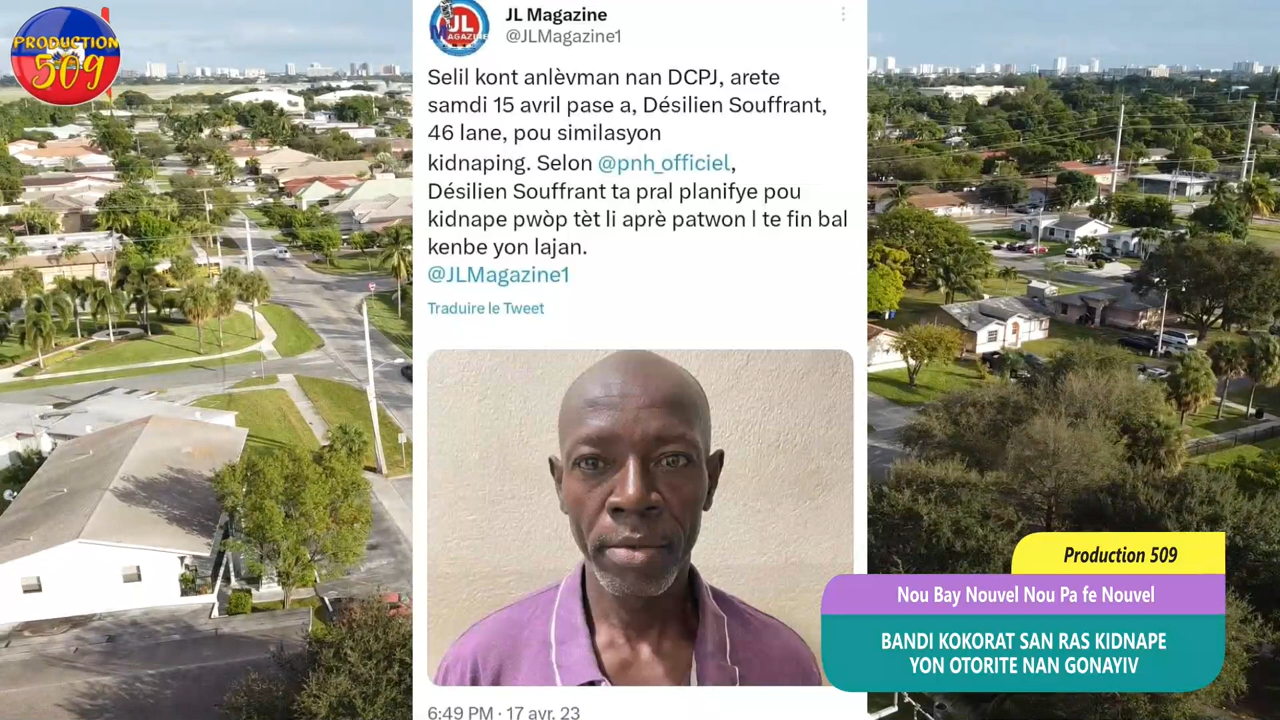 PRODUCTION
509
JL
MAGAZINE
JL Magazine
@JLMagazine1
Selil kont anlèvman nan DCPJ, arete
samdi 15 avril pase a, Désilien Souffrant,
46 lane, pou similasyon
kidnaping. Selon @pnh_officiel,
Désilien Souffrant ta pral planifye pou
kidnape pwòp tèt li aprè patwon l te fin bal
kenbe yon lajan.
@JLMagazine1
Traduire le Tweet
6:49 PM · 17 avr. 23
Production 509
Nou Bay Nouvel Nou Pa fe Nouvel
BANDI KOKORAT SAN RAS KIDNAPE
YON OTORITE NAN GONAYIV